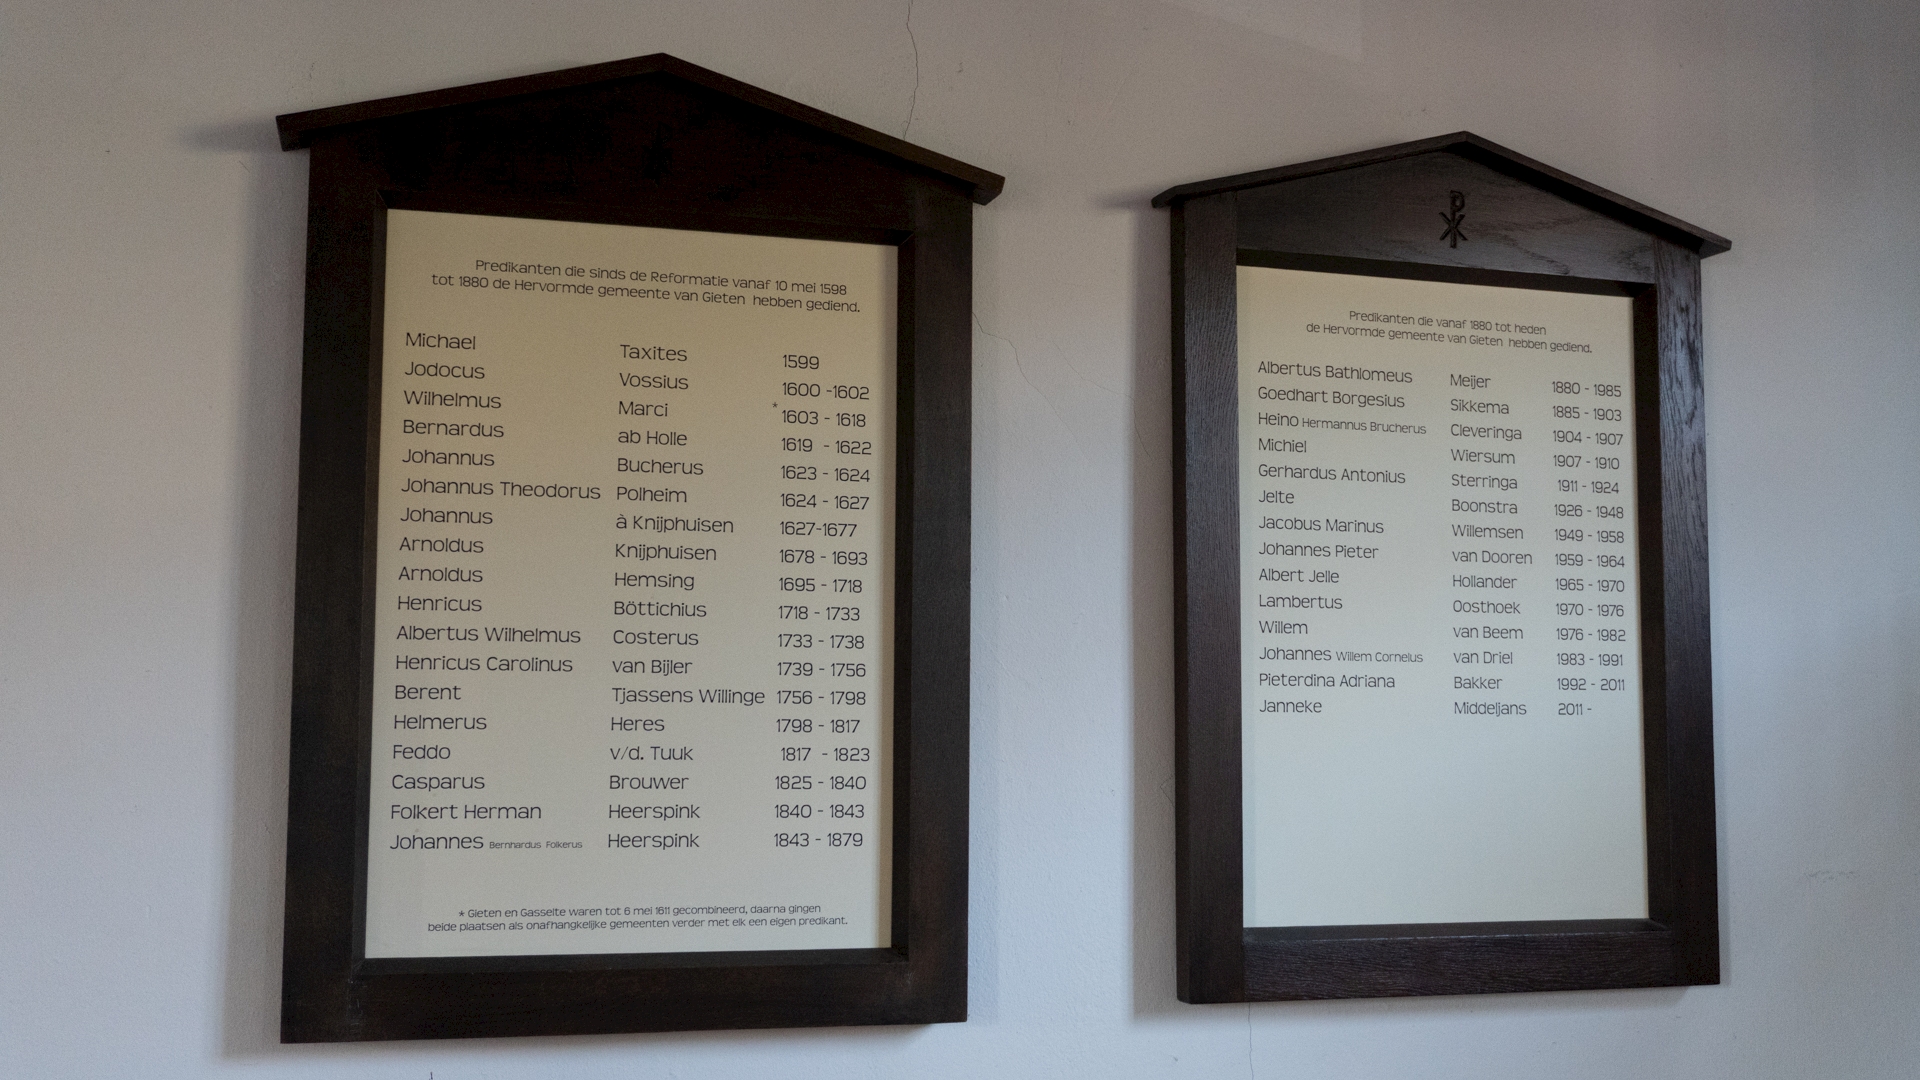 Predikanten die sinds de Reformatie vanaf 10 mei 1598
tot 1880 de Hervormde gemeente van Gieten hebben gediend.
Michael Taxites 1599
Jodocus Vossius 1600 -1602
Wilhelmus Marci * 1603 - 1618
Bernardus ab Holle 1619 - 1622
Johannus Bucherus 1623 - 1624
Johannus Theodorus Polheim 1624 - 1627
Johannus à Knijphuisen 1627-1677
Arnoldus Knijphuisen 1678 - 1693
Arnoldus Hemsing 1695 - 1718
Henricus Böttichius 1718 - 1733
Albertus Wilhelmus Costerus 1733 - 1738
Henricus Carolinus van Bijler 1739 - 1756
Berent Tjassens Willinge 1756 - 1798
Helmerus Heres 1798 - 1817
Feddo v/d. Tuuk 1817 - 1823
Casparus Brouwer 1825 - 1840
Folkert Herman Heerspink 1840 - 1843
Johannes Bernhardus Folkerus Heerspink 1843 - 1879
* Gieten en Gasselte waren tot 6 mei 1611 gecombineerd, daarna gingen
beide plaatsen als onafhangkelijke gemeenten verder met elk een eigen predikant.
Predikanten die vanaf 1880 tot heden
de Hervormde gemeente van Gieten hebben gediend.
Albertus Bathlomeus Meijer 1880 - 1985
Goedhart Borgesius Sikkema 1885 - 1903
Heino Hermannus Brucherus Cleveringa 1904 - 1907
Michiel Wiersum 1907 - 1910
Gerhardus Antonius Sterringa 1911 - 1924
Jelte Boonstra 1926 - 1948
Jacobus Marinus Willemsen 1949 - 1958
Johannes Pieter van Dooren 1959 - 1964
Albert Jelle Hollander 1965 - 1970
Lambertus Oosthoek 1970 - 1976
Willem van Beem 1976 - 1982
Johannes Willem Cornelus van Driel 1983 - 1991
Pieterdina Adriana Bakker 1992 - 2011
Janneke Middeljans 2011 -